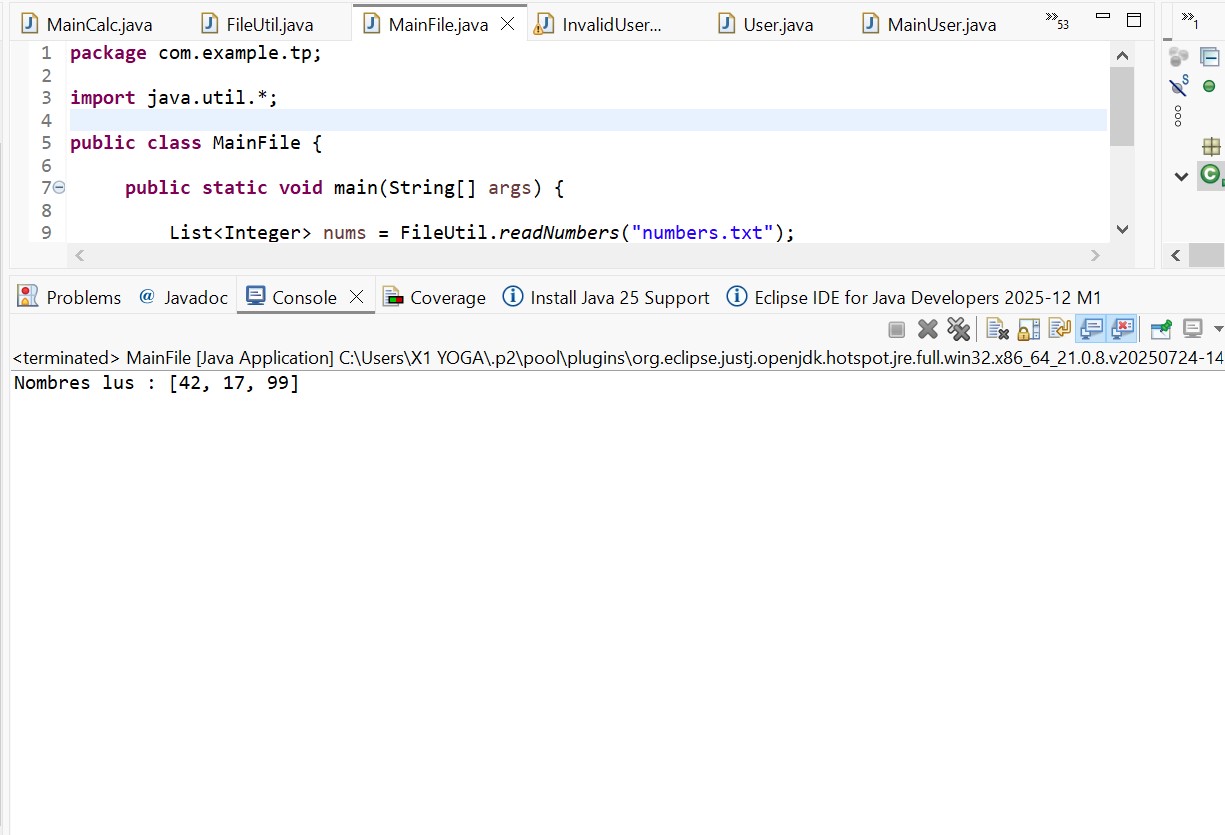 MainCalc.java FileUtil.java MainFile.java InvalidUser... User.java MainUser.java »53 »1
1 package com.example.tp;
2
3 import java.util.*;
4
5 public class MainFile {
6
7 public static void main(String[] args) {
8
9 List<Integer> nums = FileUtil.readNumbers("numbers.txt");
Problems @ Javadoc Console Coverage Install Java 25 Support Eclipse IDE for Java Developers 2025-12 M1
<terminated> MainFile [Java Application] C:\Users\X1 YOGA\.p2\pool\plugins\org.eclipse.justj.openjdk.hotspot.jre.full.win32.x86_64_21.0.8.v20250724-14
Nombres lus : [42, 17, 99]